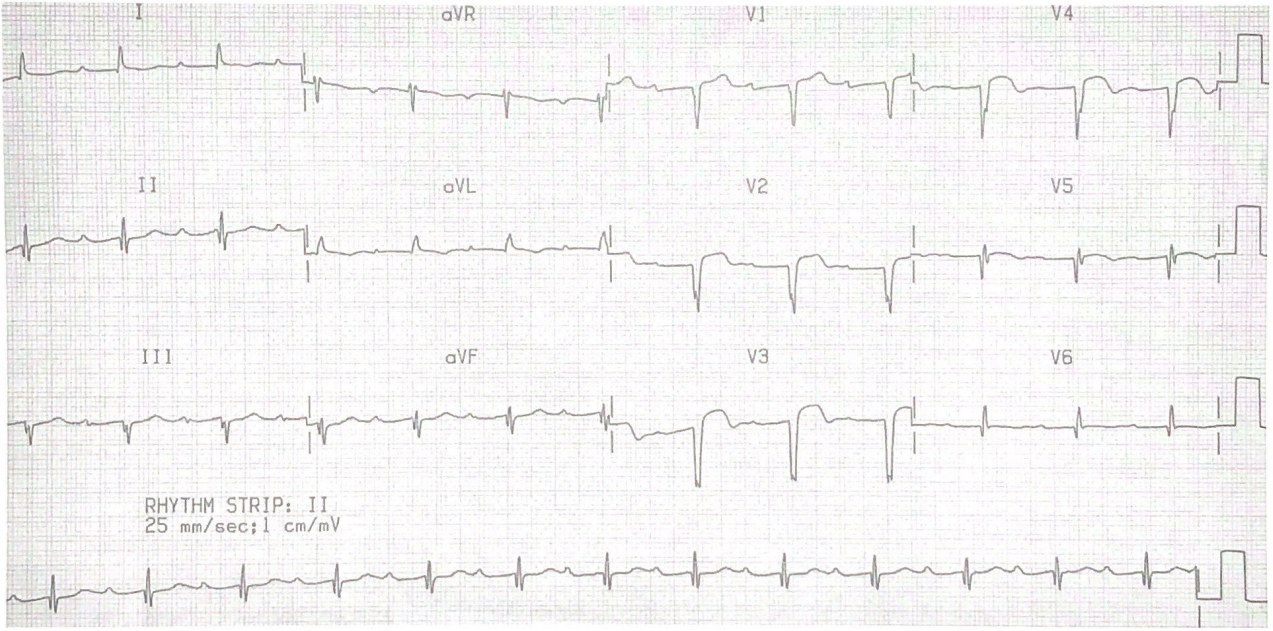 I aVR V1 V4
II aVL V2 V5
III aVF V3 V6
RHYTHM STRIP: II
25 mm/sec;1 cm/mV